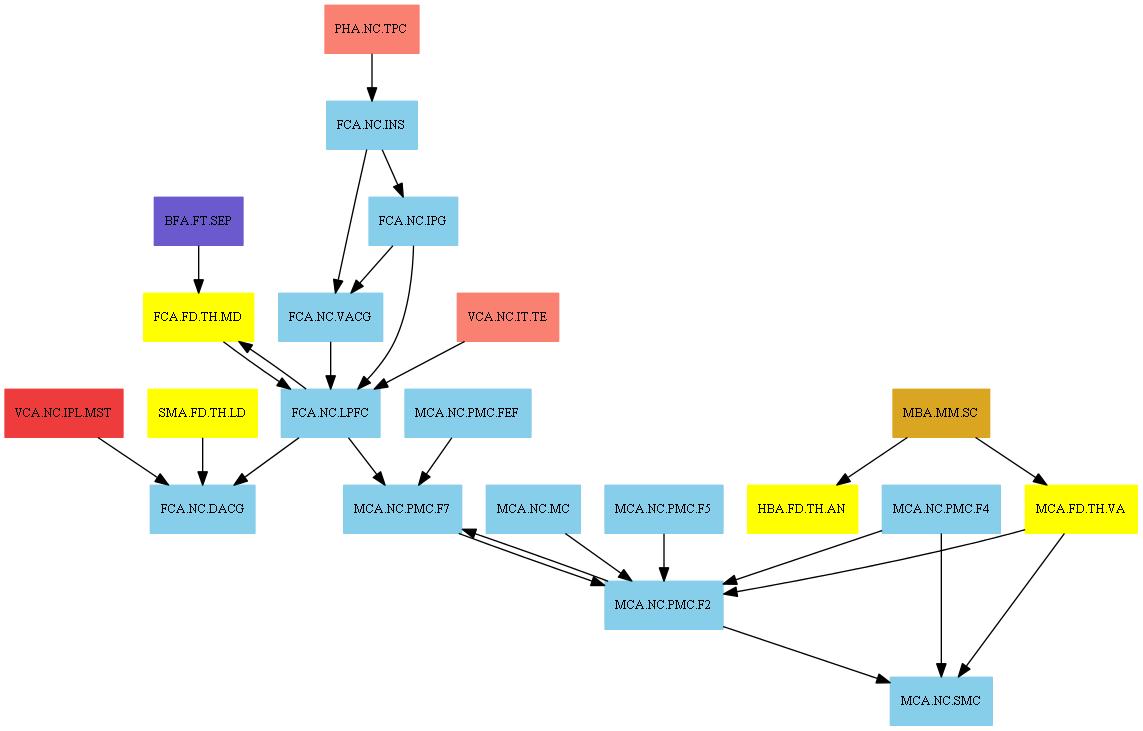 PHA.NC.TPC
FCA.NC.INS
BFA.FT.SEP
FCA.NC.IPG
FCA.FD.TH.MD
FCA.NC.VACG
VCA.NC.IT.TE
VCA.NC.IPL.MST
SMA.FD.TH.LD
FCA.NC.LPFC
MCA.NC.PMC.FEF
MBA.MM.SC
FCA.NC.DACG
MCA.NC.PMC.F7
MCA.NC.MC
MCA.NC.PMC.F5
HBA.FD.TH.AN
MCA.NC.PMC.F4
MCA.FD.TH.VA
MCA.NC.PMC.F2
MCA.NC.SMC